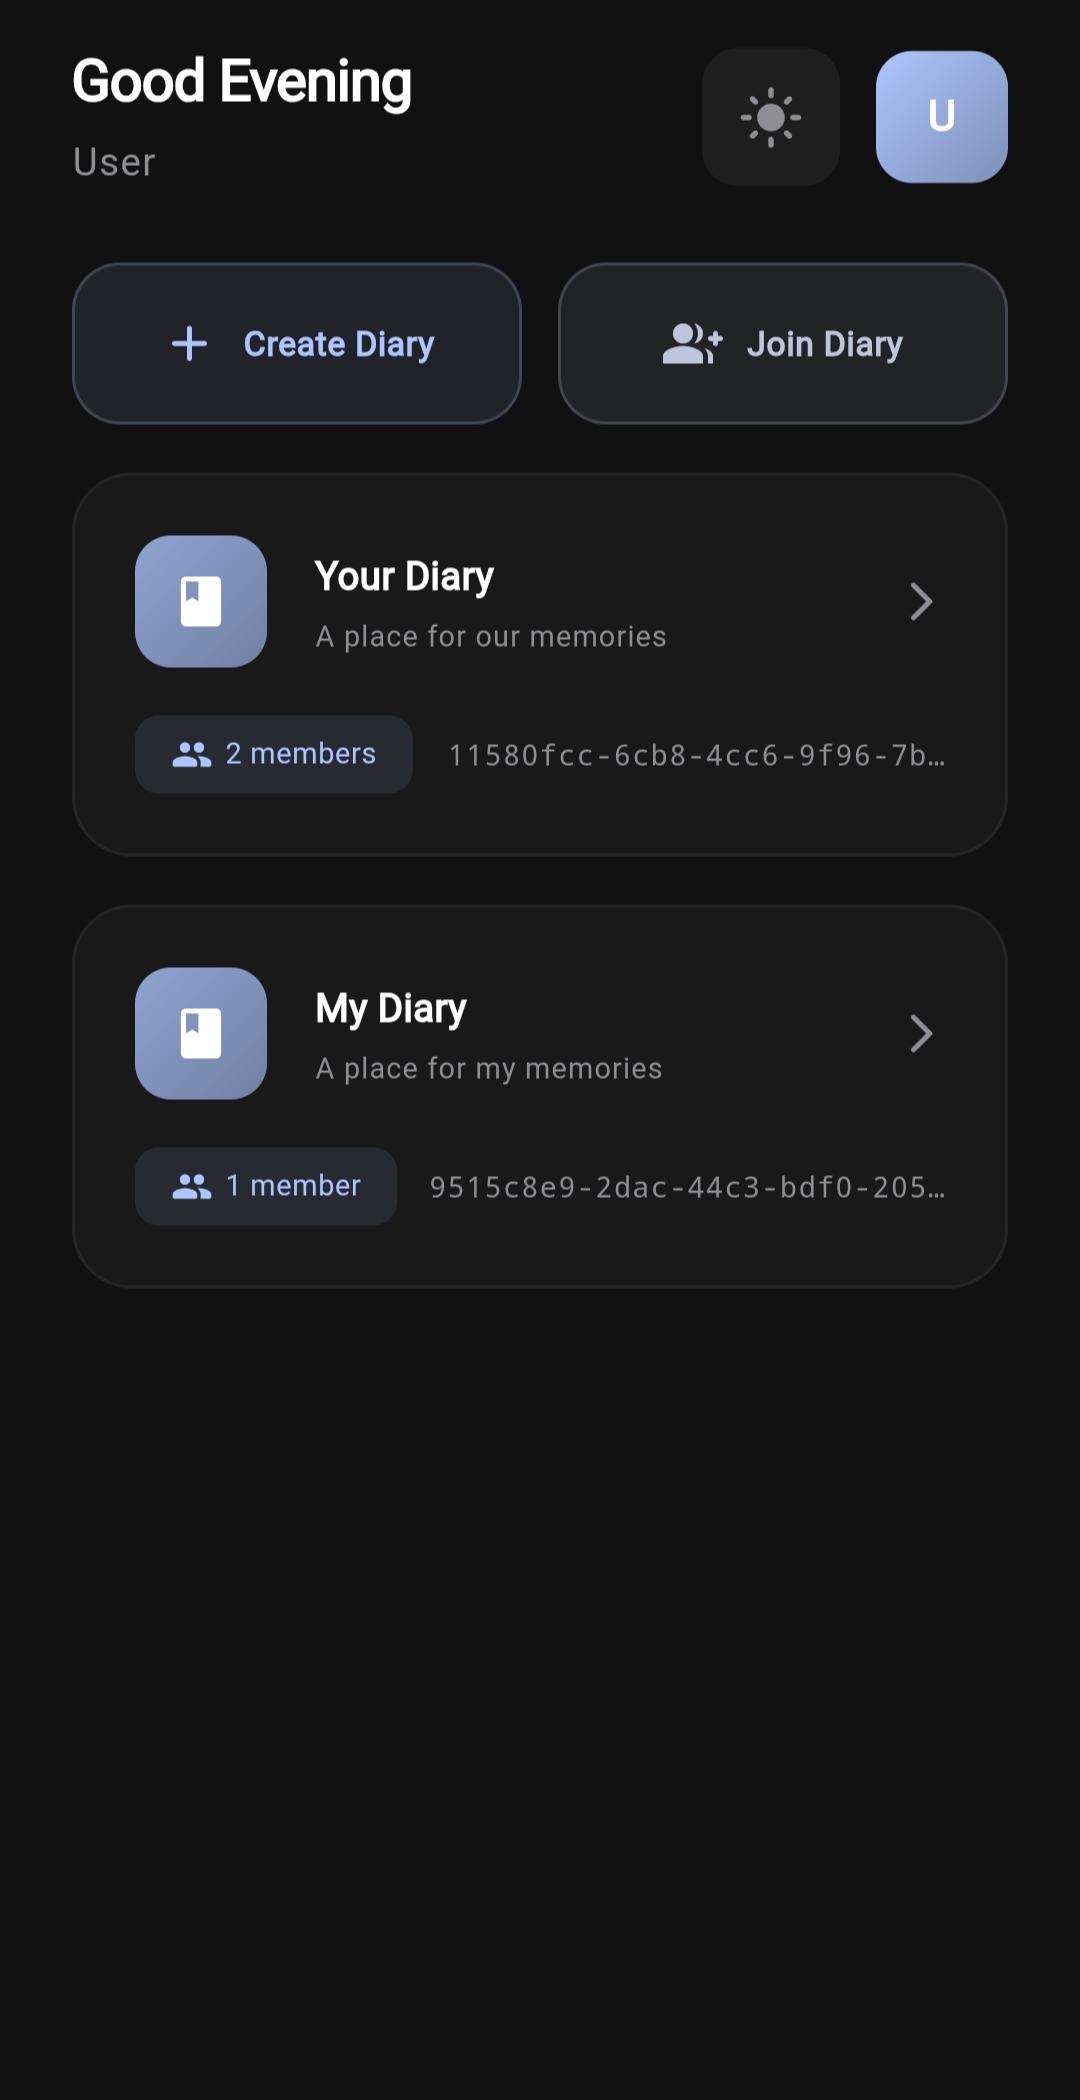 Good Evening
User
U
Create Diary
Join Diary
Your Diary
A place for our memories
2 members
11580fcc-6cb8-4cc6-9f96-7b…
My Diary
A place for my memories
1 member
9515c8e9-2dac-44c3-bdf0-205…